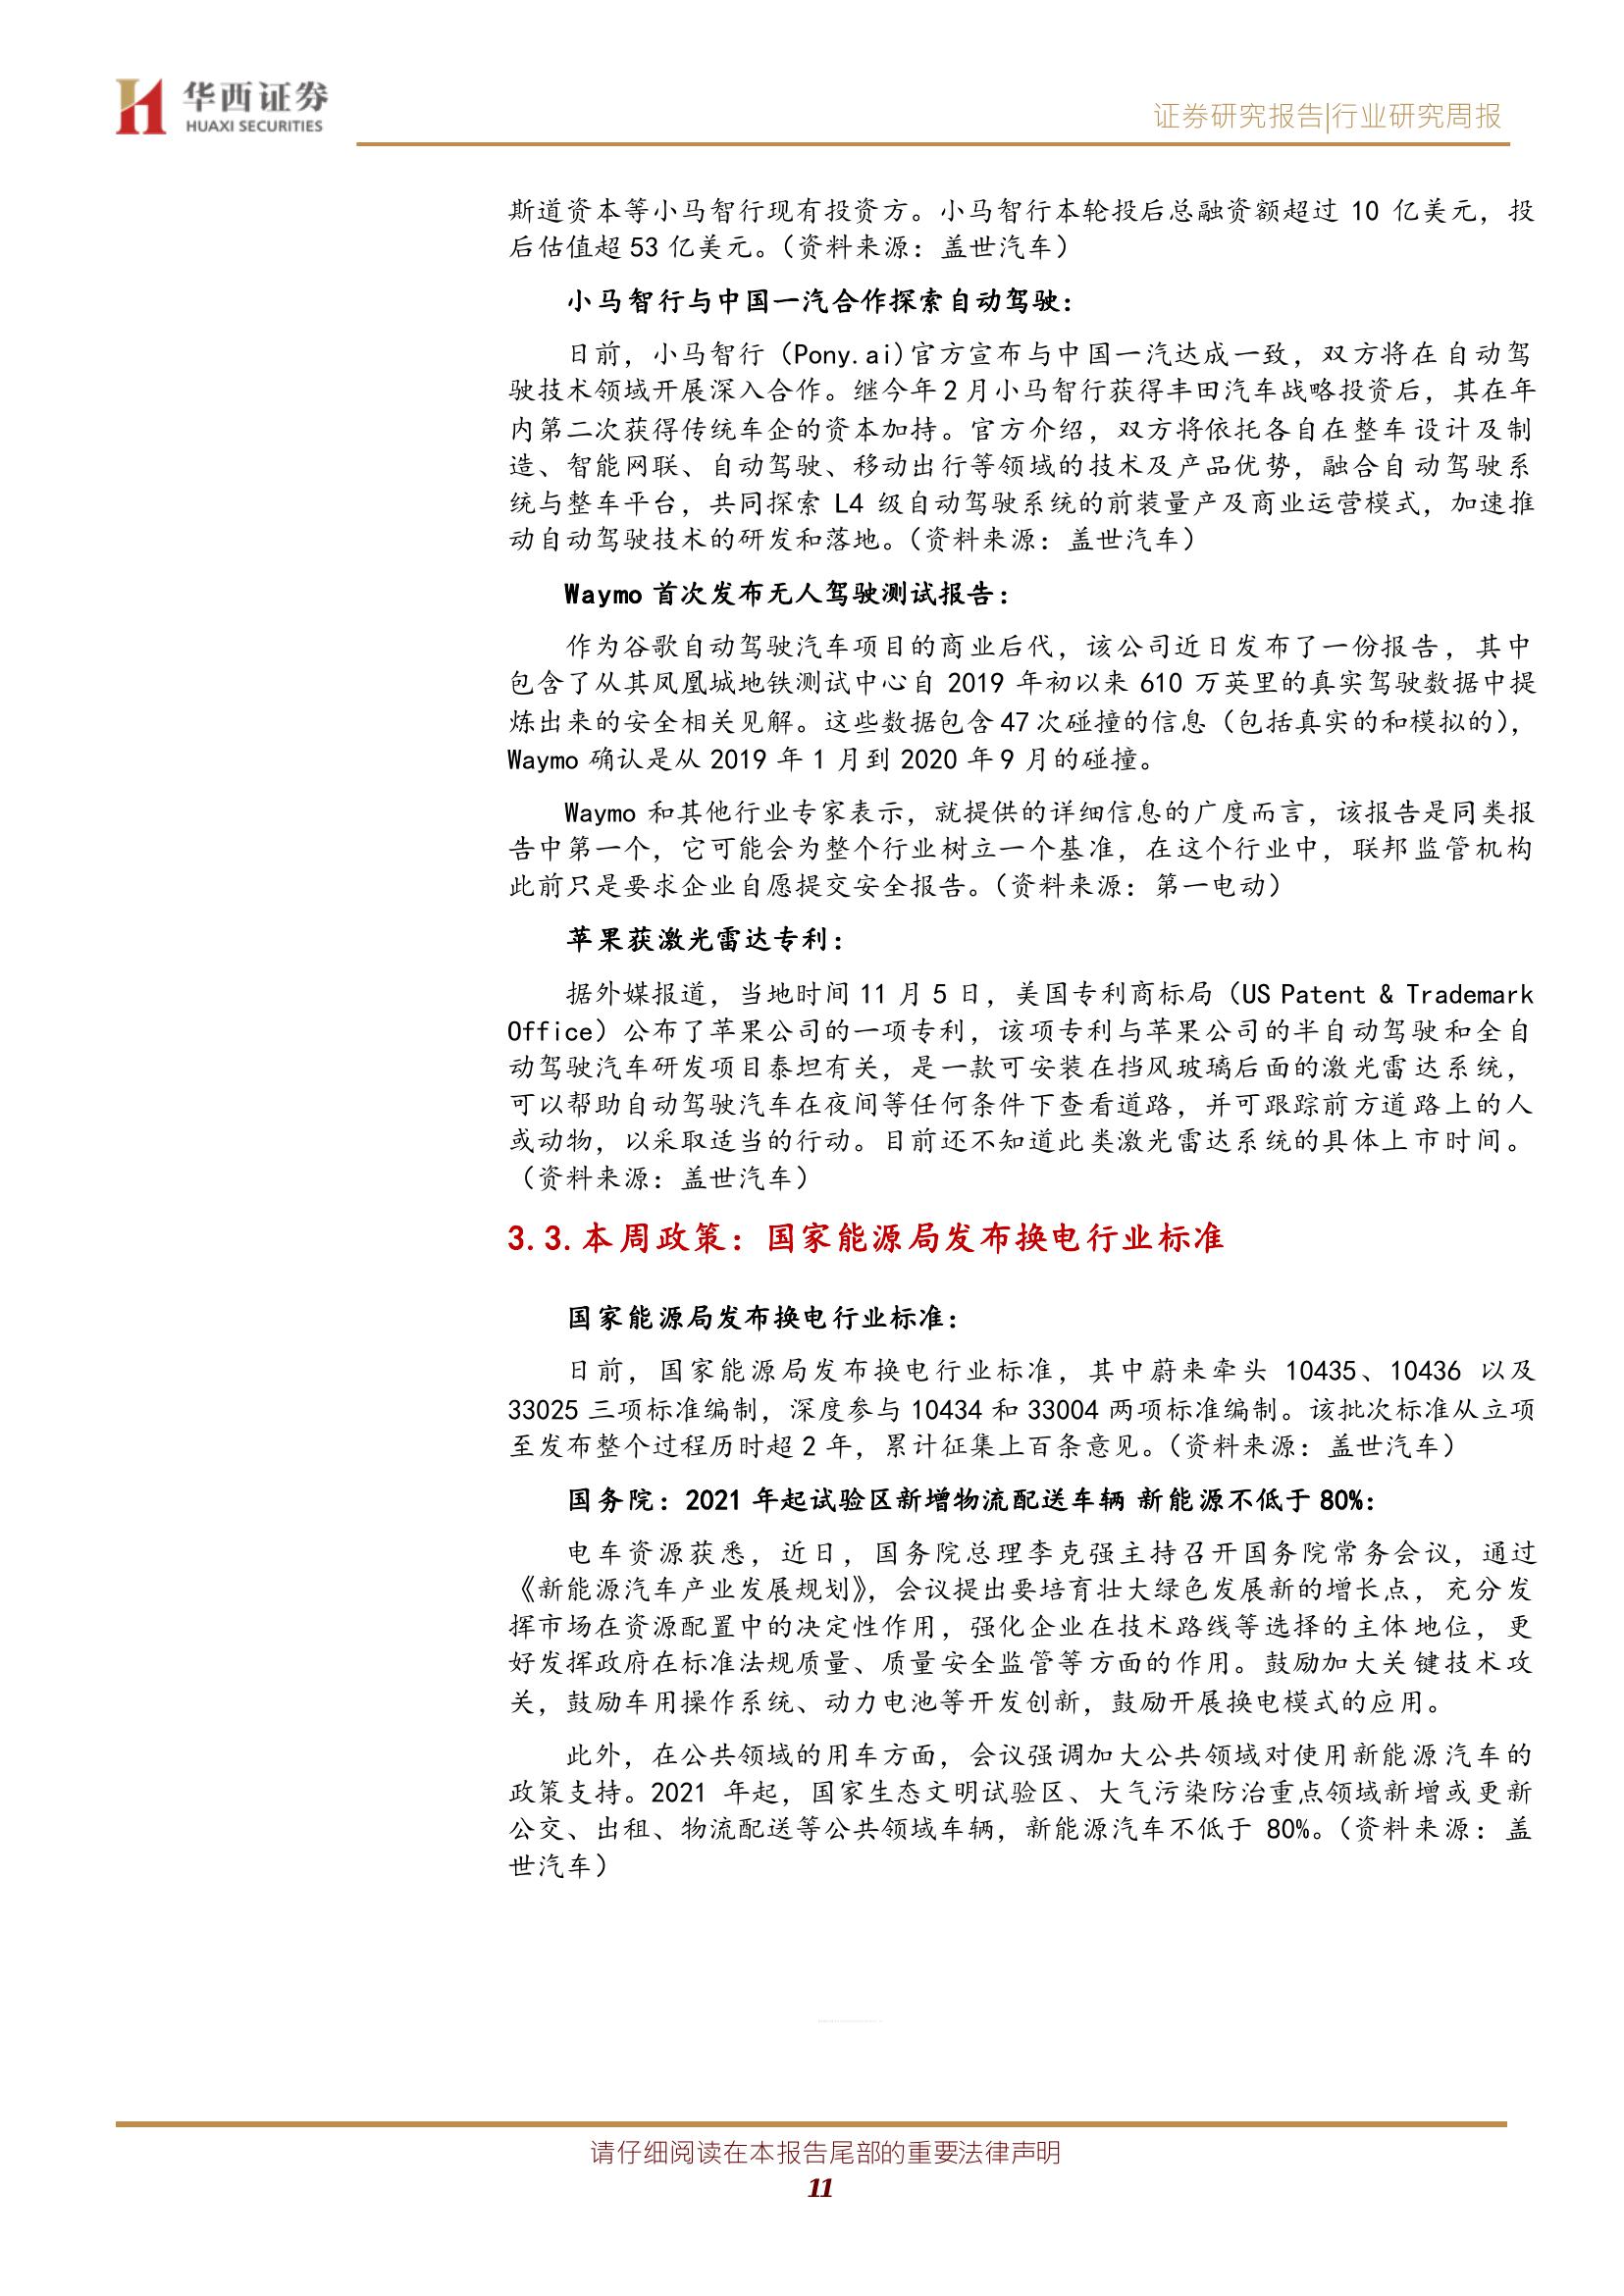 华西证券
HUAXI SECURITIES
证券研究报告|行业研究周报
斯道资本等小马智行现有投资方。小马智行本轮投后总融资额超过 10 亿美元，投
后估值超 53 亿美元。（资料来源：盖世汽车）
小马智行与中国一汽合作探索自动驾驶：
日前，小马智行（Pony.ai)官方宣布与中国一汽达成一致，双方将在自动驾
驶技术领域开展深入合作。继今年 2 月小马智行获得丰田汽车战略投资后，其在年
内第二次获得传统车企的资本加持。官方介绍，双方将依托各自在整车设计及制
造、智能网联、自动驾驶、移动出行等领域的技术及产品优势，融合自动驾驶系
统与整车平台，共同探索 L4 级自动驾驶系统的前装量产及商业运营模式，加速推
动自动驾驶技术的研发和落地。（资料来源：盖世汽车）
Waymo 首次发布无人驾驶测试报告：
作为谷歌自动驾驶汽车项目的商业后代，该公司近日发布了一份报告，其中
包含了从其凤凰城地铁测试中心自 2019 年初以来 610 万英里的真实驾驶数据中提
炼出来的安全相关见解。这些数据包含 47 次碰撞的信息（包括真实的和模拟的），
Waymo 确认是从 2019 年 1 月到 2020 年 9 月的碰撞。
Waymo 和其他行业专家表示，就提供的详细信息的广度而言，该报告是同类报
告中第一个，它可能会为整个行业树立一个基准，在这个行业中，联邦监管机构
此前只是要求企业自愿提交安全报告。（资料来源：第一电动）
苹果获激光雷达专利：
据外媒报道，当地时间 11 月 5 日，美国专利商标局（US Patent & Trademark
Office）公布了苹果公司的一项专利，该项专利与苹果公司的半自动驾驶和全自
动驾驶汽车研发项目泰坦有关，是一款可安装在挡风玻璃后面的激光雷达系统，
可以帮助自动驾驶汽车在夜间等任何条件下查看道路，并可跟踪前方道路上的人
或动物，以采取适当的行动。目前还不知道此类激光雷达系统的具体上市时间。
（资料来源：盖世汽车）
3.3.本周政策：国家能源局发布换电行业标准
国家能源局发布换电行业标准：
日前，国家能源局发布换电行业标准，其中蔚来牵头 10435、10436 以及
33025 三项标准编制，深度参与 10434 和 33004 两项标准编制。该批次标准从立项
至发布整个过程历时超 2 年，累计征集上百条意见。（资料来源：盖世汽车）
国务院：2021 年起试验区新增物流配送车辆 新能源不低于 80%：
电车资源获悉，近日，国务院总理李克强主持召开国务院常务会议，通过
《新能源汽车产业发展规划》，会议提出要培育壮大绿色发展新的增长点，充分发
挥市场在资源配置中的决定性作用，强化企业在技术路线等选择的主体地位，更
好发挥政府在标准法规质量、质量安全监管等方面的作用。鼓励加大关键技术攻
关，鼓励车用操作系统、动力电池等开发创新，鼓励开展换电模式的应用。
此外，在公共领域的用车方面，会议强调加大公共领域对使用新能源汽车的
政策支持。2021 年起，国家生态文明试验区、大气污染防治重点领域新增或更新
公交、出租、物流配送等公共领域车辆，新能源汽车不低于 80%。（资料来源：盖
世汽车）
请仔细阅读在本报告尾部的重要法律声明
11